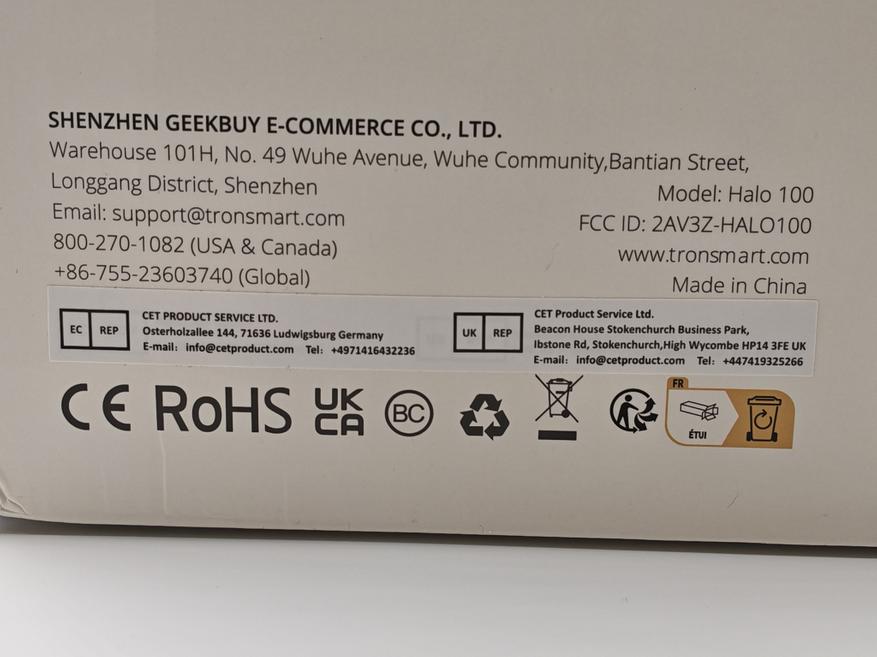 SHENZHEN GEEKBUY E-COMMERCE CO., LTD.
Warehouse 101H, No. 49 Wuhe Avenue, Wuhe Community,Bantian Street,
Longgang District, Shenzhen
Email: support@tronsmart.com
800-270-1082 (USA & Canada)
+86-755-23603740 (Global)
Model: Halo 100
FCC ID: 2AV3Z-HALO100
www.tronsmart.com
Made in China
EC REP
CET PRODUCT SERVICE LTD.
Osterholzallee 144, 71636 Ludwigsburg Germany
E-mail: info@cetproduct.com Tel: +4971416432236
UK REP
CET Product Service Ltd.
Beacon House Stokenchurch Business Park,
Ibstone Rd, Stokenchurch,High Wycombe HP14 3FE UK
E-mail: info@cetproduct.com Tel: +447419325266
CE RoHS UK
CA
BC
FR
ÉTUI